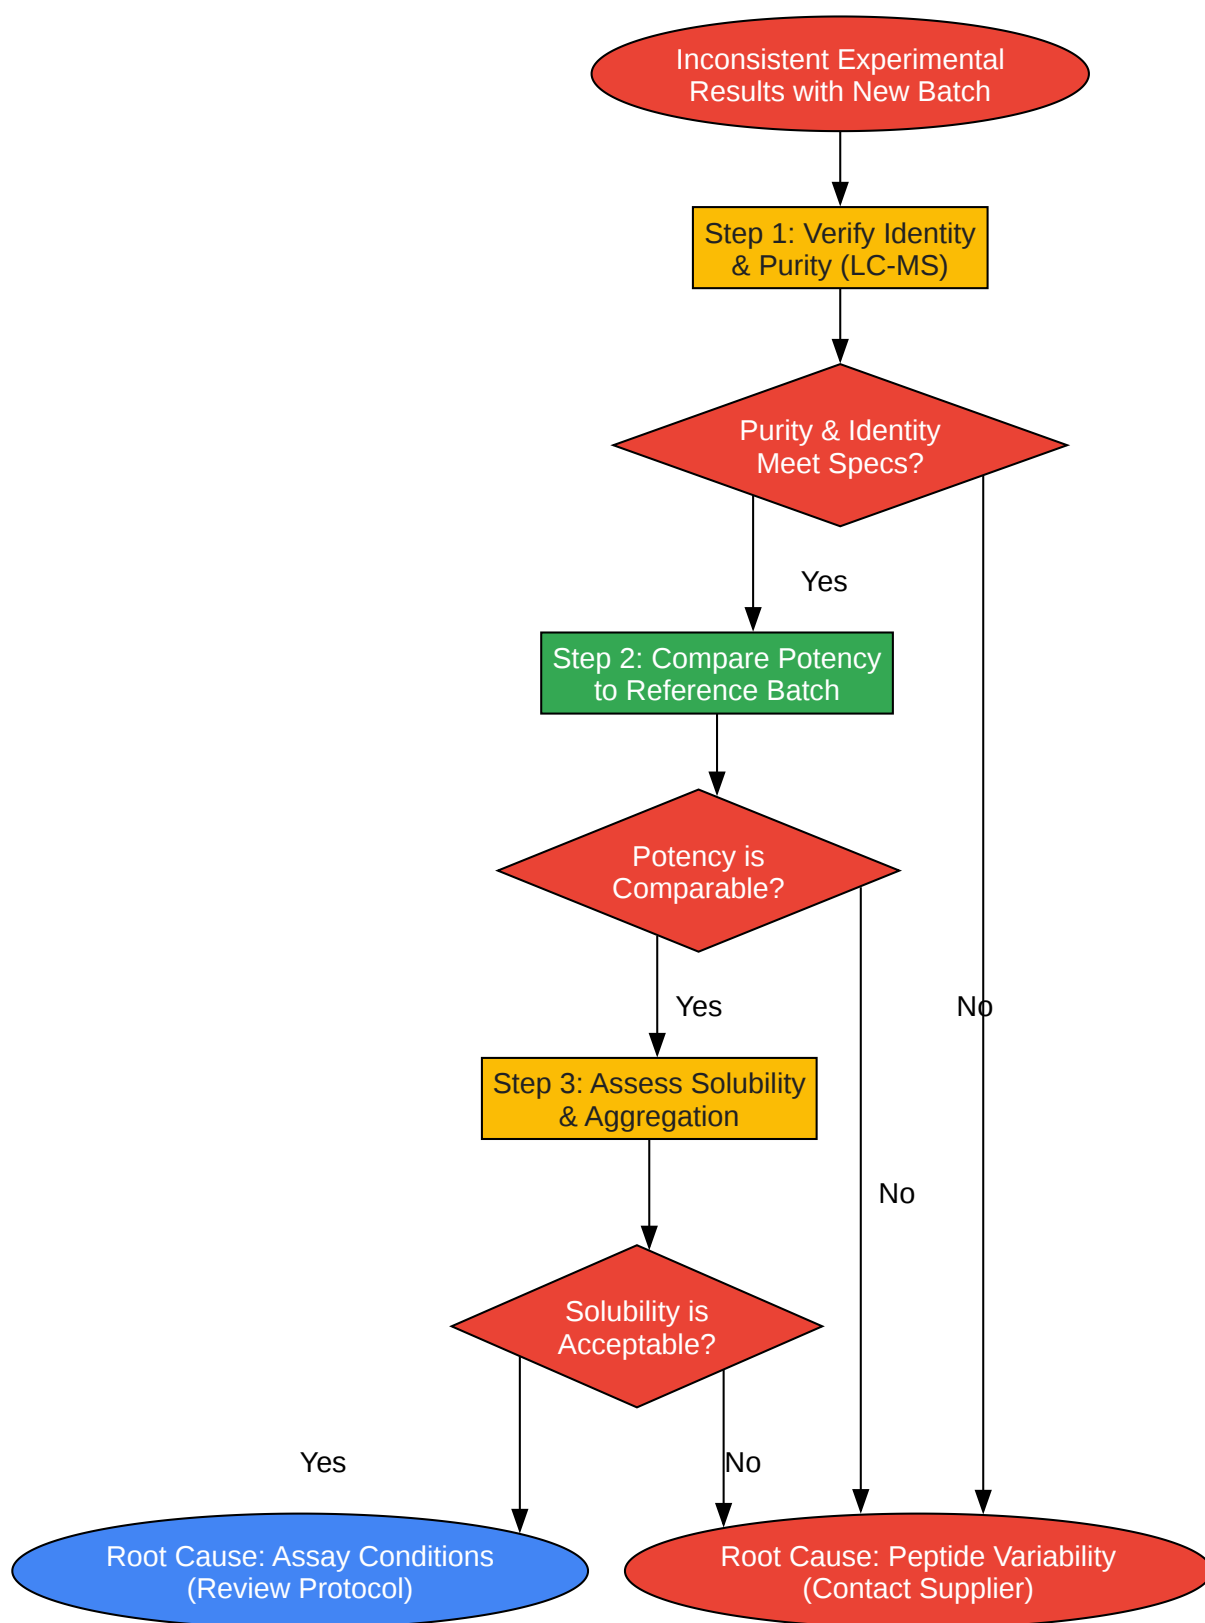 Inconsistent Experimental
Results with New Batch
Step 1: Verify Identity
& Purity (LC-MS)
Purity & Identity
Meet Specs?
Yes
Step 2: Compare Potency
to Reference Batch
Potency is
Comparable?
Yes
No
Step 3: Assess Solubility
& Aggregation
No
Solubility is
Acceptable?
Yes
No
Root Cause: Assay Conditions
(Review Protocol)
Root Cause: Peptide Variability
(Contact Supplier)